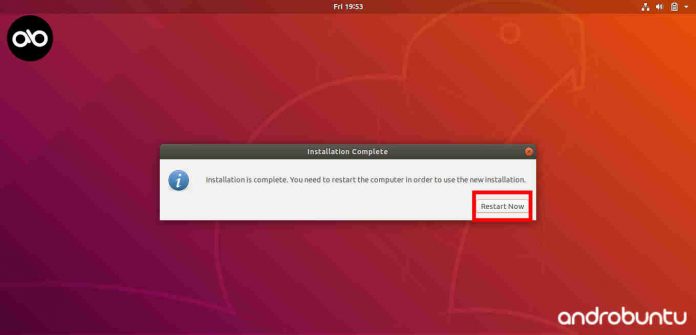 Fri 19:53
Installation Complete
Installation is complete. You need to restart the computer in order to use the new installation.
Restart Now
androbuntu